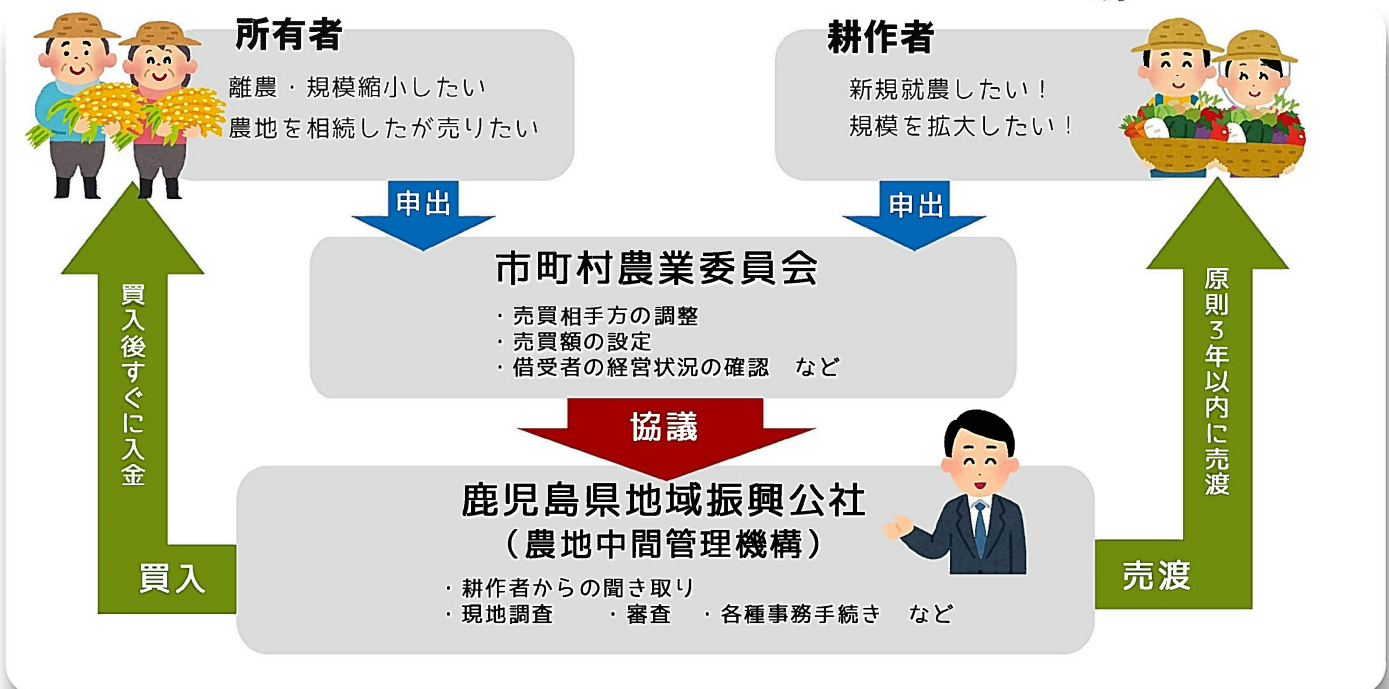 所有者
離農・規模縮小したい
農地を相続したが売りたい
耕作者
新規就農したい！
規模を拡大したい！
申出
申出
市町村農業委員会
・売買相手方の調整
・売買額の設定
・借受者の経営状況の確認　など
協議
鹿児島県地域振興公社
（農地中間管理機構）
・耕作者からの聞き取り
・現地調査　・審査　・各種事務手続き　など
買入
買入後すぐに入金
売渡
原則3年以内に売渡